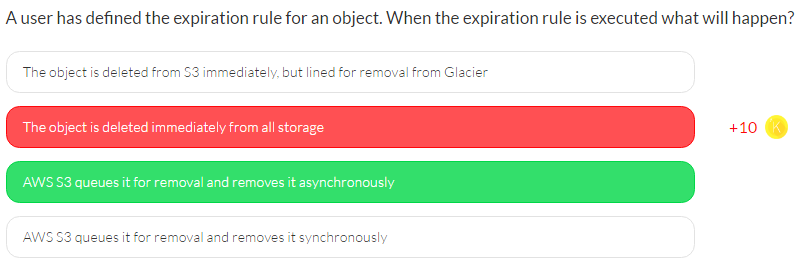 A user has defined the expiration rule for an object. When the expiration rule is executed what will happen?
The object is deleted from S3 immediately, but lined for removal from Glacier
The object is deleted immediately from all storage
+10 K
AWS S3 queues it for removal and removes it asynchronously
AWS S3 queues it for removal and removes it synchronously